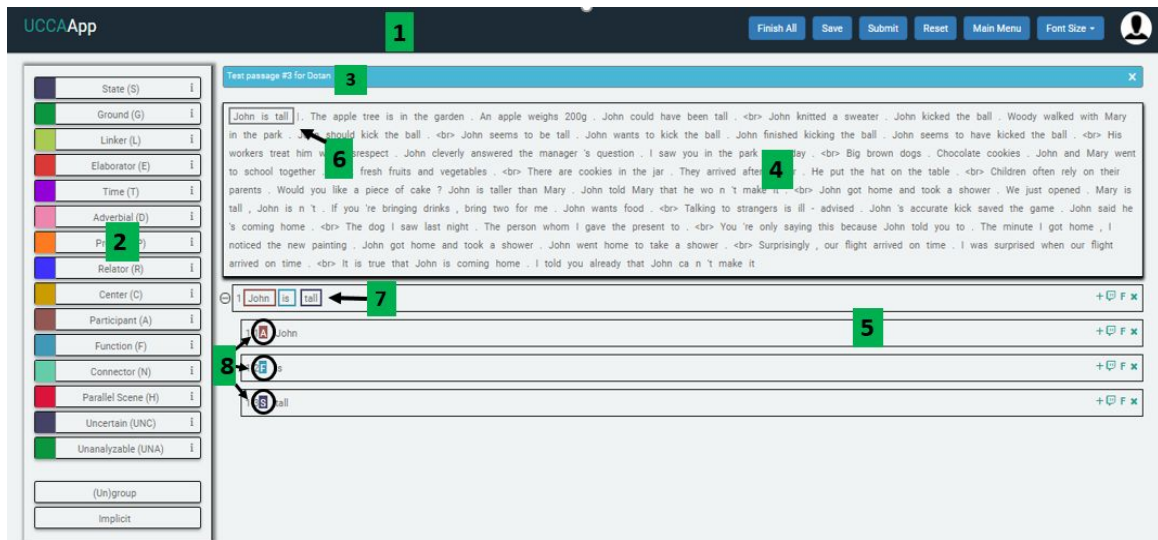 UCCAApp
1
Finish All
Save
Submit
Reset
Main Menu
Font Size
State (S) i
Ground (G) i
Linker (L) i
Elaborator (E) i
Time (T) i
Adverbial (D) i
2
P) i
Relator (R) i
Center (C) i
Participant (A) i
Function (F) i
Connector (N) i
Parallel Scene (H) i
Uncertain (UNC) i
Unanalyzable (UNA) i
(Un)group
Implicit
Test passage #3 for Dotan 3 x
John is tall . The apple tree is in the garden . An apple weighs 200g . John could have been tall . <br> John knitted a sweater . John kicked the ball . Woody walked with Mary
in the park . should kick the ball . <br> John seems to be tall . John wants to kick the ball . John finished kicking the ball . John seems to have kicked the ball . <br> His
workers treat him . John cleverly answered the manager 's question . I saw you in the park . <br> Big brown dogs . Chocolate cookies . John and Mary went
to school together . fresh fruits and vegetables . <br> There are cookies in the jar . They arrived . He put the hat on the table . <br> Children often rely on their
parents . Would you like a piece of cake ? John is taller than Mary . John told Mary that he wo n 't make it . <br> John got home and took a shower . We just opened . Mary is
tall , John is n 't . If you 're bringing drinks , bring two for me . John wants food . <br> Talking to strangers is ill - advised . John 's accurate kick saved the game . John said he
's coming home . <br> The dog I saw last night . The person whom I gave the present to . <br> You 're only saying this because John told you to . The minute I got home , I
noticed the new painting . John got home and took a shower . John went home to take a shower . <br> Surprisingly , our flight arrived on time . I was surprised when our flight
arrived on time . <br> It is true that John is coming home . I told you already that John ca n 't make it
6
4
1 John is tall 7 + F x
5
A John + F x
8
F + F x
S tall + F x